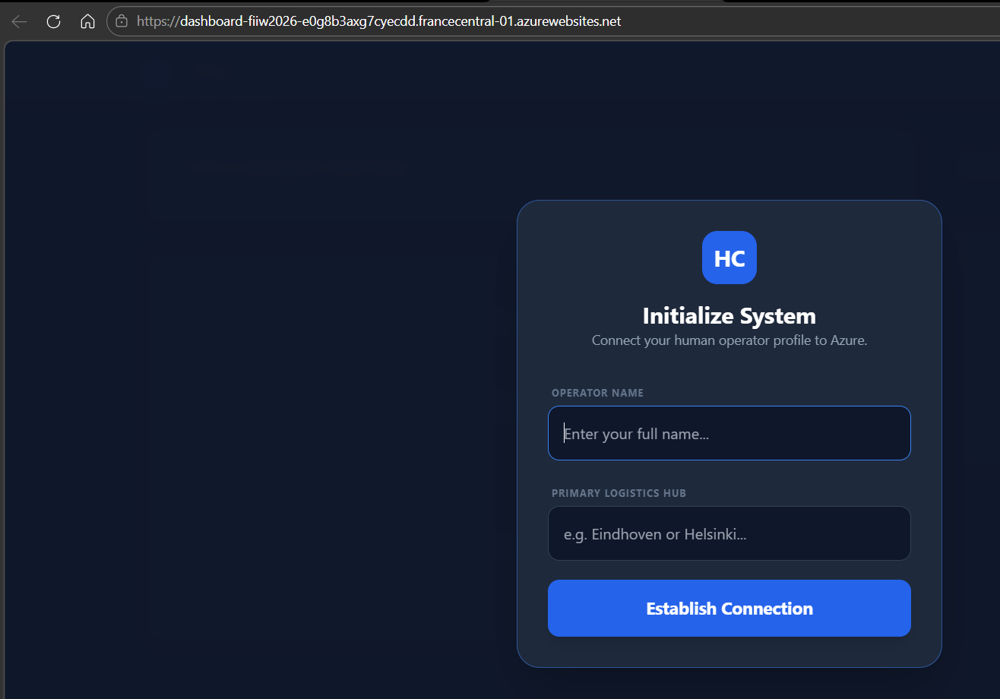 https://dashboard-fiiw2026-e0g8b3axg7cyecdd.francecentral-01.azurewebsites.net
HC
Initialize System
Connect your human operator profile to Azure.
OPERATOR NAME
Enter your full name...
PRIMARY LOGISTICS HUB
e.g. Eindhoven or Helsinki...
Establish Connection